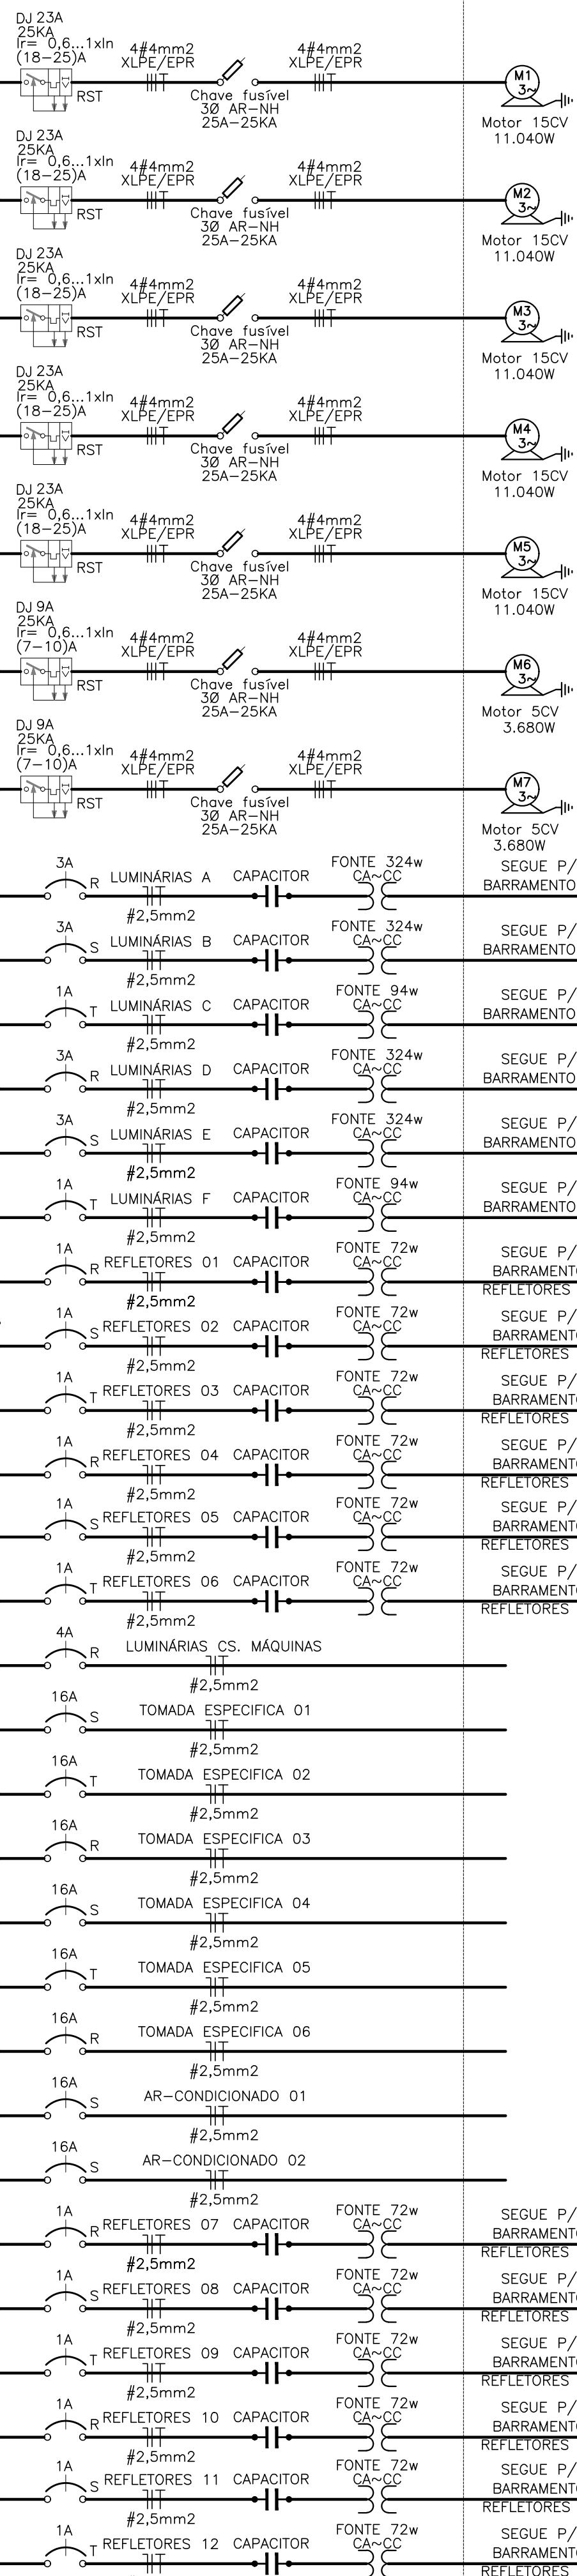 DJ 23A
25KA
Ir= 0,6...1xIn
(18-25)A
RST
4#4mm2
XLPE/EPR
Chave fusível
3Ø AR-NH
25A-25KA
4#4mm2
XLPE/EPR
M1
3~
Motor 15CV
11.040W
DJ 23A
25KA
Ir= 0,6...1xIn
(18-25)A
RST
4#4mm2
XLPE/EPR
Chave fusível
3Ø AR-NH
25A-25KA
4#4mm2
XLPE/EPR
M2
3~
Motor 15CV
11.040W
DJ 23A
25KA
Ir= 0,6...1xIn
(18-25)A
RST
4#4mm2
XLPE/EPR
Chave fusível
3Ø AR-NH
25A-25KA
4#4mm2
XLPE/EPR
M3
3~
Motor 15CV
11.040W
DJ 23A
25KA
Ir= 0,6...1xIn
(18-25)A
RST
4#4mm2
XLPE/EPR
Chave fusível
3Ø AR-NH
25A-25KA
4#4mm2
XLPE/EPR
M4
3~
Motor 15CV
11.040W
DJ 23A
25KA
Ir= 0,6...1xIn
(18-25)A
RST
4#4mm2
XLPE/EPR
Chave fusível
3Ø AR-NH
25A-25KA
4#4mm2
XLPE/EPR
M5
3~
Motor 15CV
11.040W
DJ 9A
25KA
Ir= 0,6...1xIn
(7-10)A
RST
4#4mm2
XLPE/EPR
Chave fusível
3Ø AR-NH
25A-25KA
4#4mm2
XLPE/EPR
M6
3~
Motor 5CV
3.680W
DJ 9A
25KA
Ir= 0,6...1xIn
(7-10)A
RST
4#4mm2
XLPE/EPR
Chave fusível
3Ø AR-NH
25A-25KA
4#4mm2
XLPE/EPR
M7
3~
Motor 5CV
3.680W
3A
R LUMINÁRIAS A CAPACITOR
#2,5mm2
FONTE 324w
CA~CC
SEGUE P/
BARRAMENTO
3A
S LUMINÁRIAS B CAPACITOR
#2,5mm2
FONTE 324w
CA~CC
SEGUE P/
BARRAMENTO
1A
T LUMINÁRIAS C CAPACITOR
#2,5mm2
FONTE 94w
CA~CC
SEGUE P/
BARRAMENTO
3A
R LUMINÁRIAS D CAPACITOR
#2,5mm2
FONTE 324w
CA~CC
SEGUE P/
BARRAMENTO
3A
S LUMINÁRIAS E CAPACITOR
#2,5mm2
FONTE 324w
CA~CC
SEGUE P/
BARRAMENTO
1A
T LUMINÁRIAS F CAPACITOR
#2,5mm2
FONTE 94w
CA~CC
SEGUE P/
BARRAMENTO
1A
R REFLETORES 01 CAPACITOR
#2,5mm2
FONTE 72w
CA~CC
SEGUE P/
BARRAMENTO
REFLETORES
1A
S REFLETORES 02 CAPACITOR
#2,5mm2
FONTE 72w
CA~CC
SEGUE P/
BARRAMENTO
REFLETORES
1A
T REFLETORES 03 CAPACITOR
#2,5mm2
FONTE 72w
CA~CC
SEGUE P/
BARRAMENTO
REFLETORES
1A
R REFLETORES 04 CAPACITOR
#2,5mm2
FONTE 72w
CA~CC
SEGUE P/
BARRAMENTO
REFLETORES
1A
S REFLETORES 05 CAPACITOR
#2,5mm2
FONTE 72w
CA~CC
SEGUE P/
BARRAMENTO
REFLETORES
1A
T REFLETORES 06 CAPACITOR
#2,5mm2
FONTE 72w
CA~CC
SEGUE P/
BARRAMENTO
REFLETORES
4A
R LUMINÁRIAS CS. MÁQUINAS
#2,5mm2
16A
S TOMADA ESPECIFICA 01
#2,5mm2
16A
T TOMADA ESPECIFICA 02
#2,5mm2
16A
R TOMADA ESPECIFICA 03
#2,5mm2
16A
S TOMADA ESPECIFICA 04
#2,5mm2
16A
T TOMADA ESPECIFICA 05
#2,5mm2
16A
R TOMADA ESPECIFICA 06
#2,5mm2
16A
S AR-CONDICIONADO 01
#2,5mm2
16A
S AR-CONDICIONADO 02
#2,5mm2
1A
R REFLETORES 07 CAPACITOR
#2,5mm2
FONTE 72w
CA~CC
SEGUE P/
BARRAMENTO
REFLETORES
1A
S REFLETORES 08 CAPACITOR
#2,5mm2
FONTE 72w
CA~CC
SEGUE P/
BARRAMENTO
REFLETORES
1A
T REFLETORES 09 CAPACITOR
#2,5mm2
FONTE 72w
CA~CC
SEGUE P/
BARRAMENTO
REFLETORES
1A
R REFLETORES 10 CAPACITOR
#2,5mm2
FONTE 72w
CA~CC
SEGUE P/
BARRAMENTO
REFLETORES
1A
S REFLETORES 11 CAPACITOR
#2,5mm2
FONTE 72w
CA~CC
SEGUE P/
BARRAMENTO
REFLETORES
1A
T REFLETORES 12 CAPACITOR
FONTE 72w
CA~CC
SEGUE P/
BARRAMENTO
REFLETORES